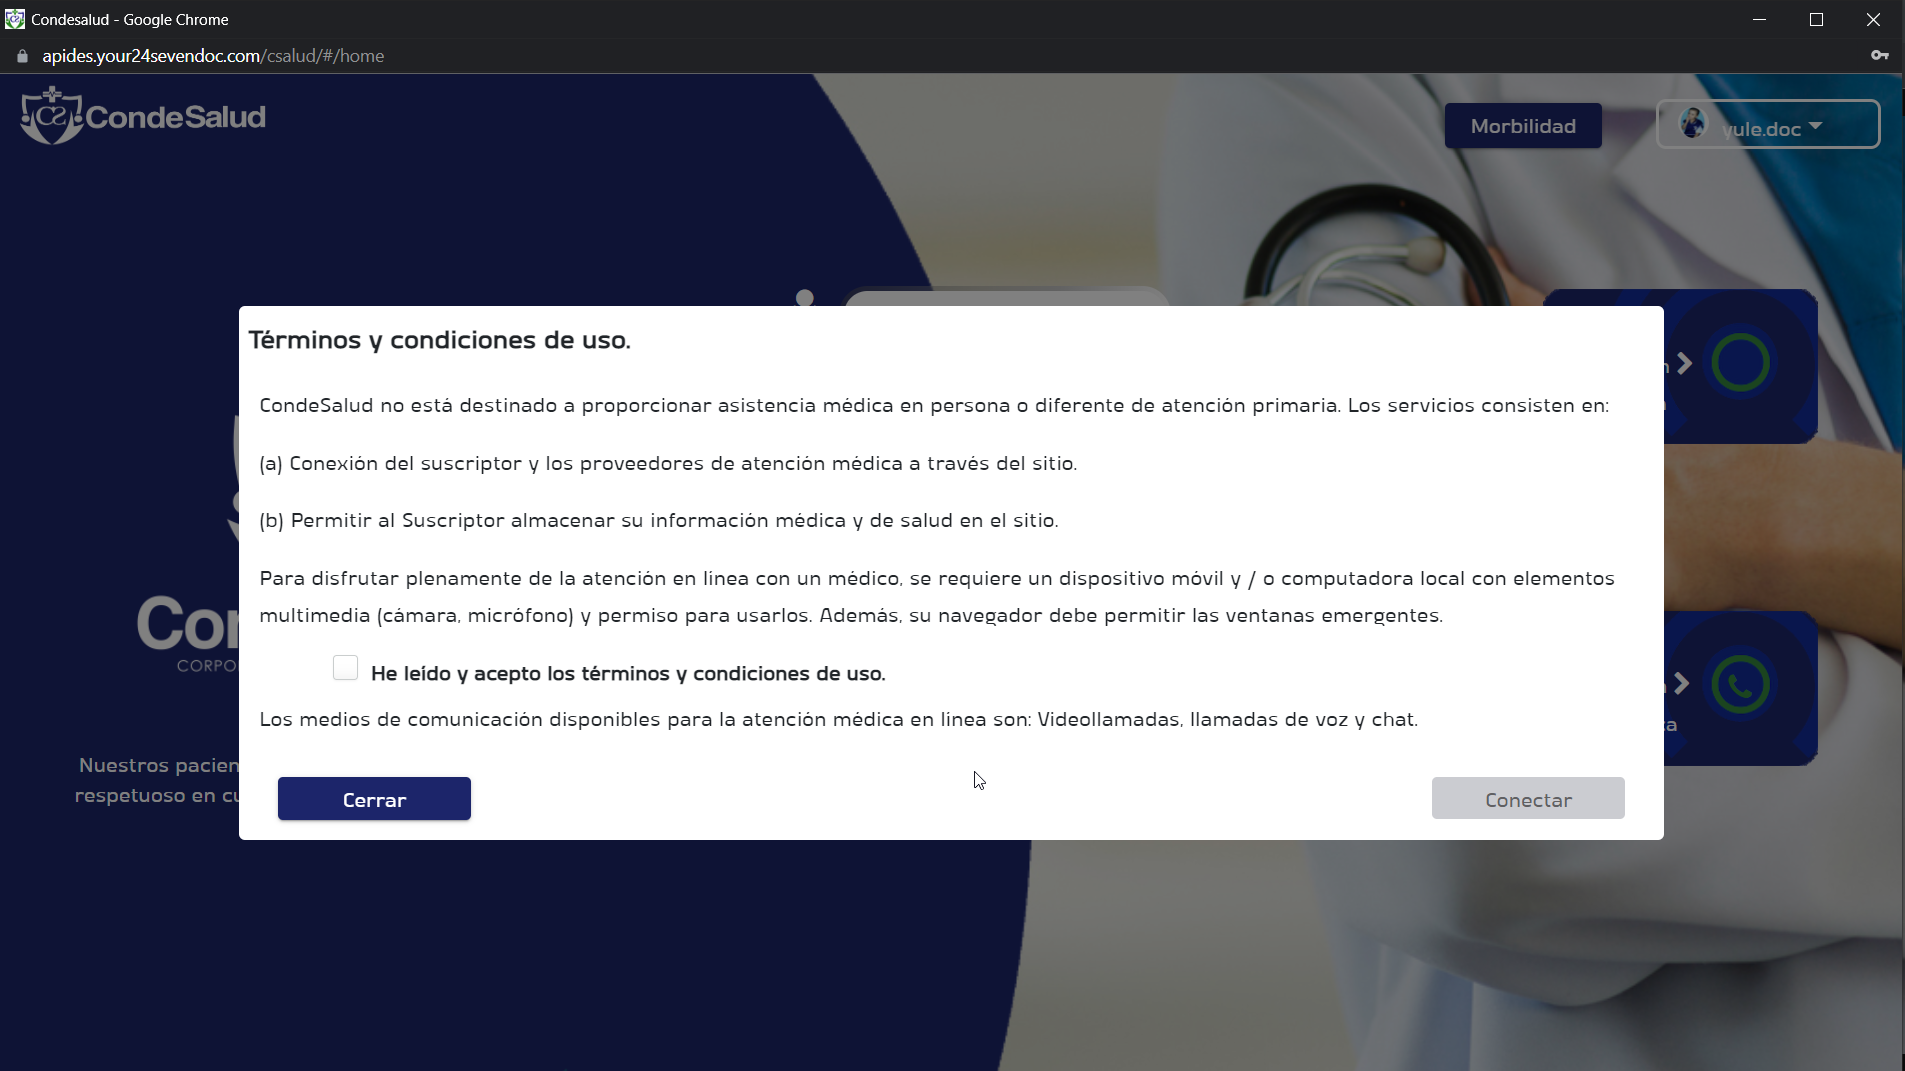 Condesalud - Google Chrome
apides.your24sevendoc.com/csalud/#/home
CondeSalud
Morbilidad
yule.doc
Términos y condiciones de uso.
CondeSalud no está destinado a proporcionar asistencia médica en persona o diferente de atención primaria. Los servicios consisten en:
(a) Conexión del suscriptor y los proveedores de atención médica a través del sitio.
(b) Permitir al Suscriptor almacenar su información médica y de salud en el sitio.
Para disfrutar plenamente de la atención en línea con un médico, se requiere un dispositivo móvil y / o computadora local con elementos
multimedia (cámara, micrófono) y permiso para usarlos. Además, su navegador debe permitir las ventanas emergentes.
He leído y acepto los términos y condiciones de uso.
Los medios de comunicación disponibles para la atención médica en línea son: Videollamadas, llamadas de voz y chat.
Cerrar
Conectar
Nuestros
respetuoso en